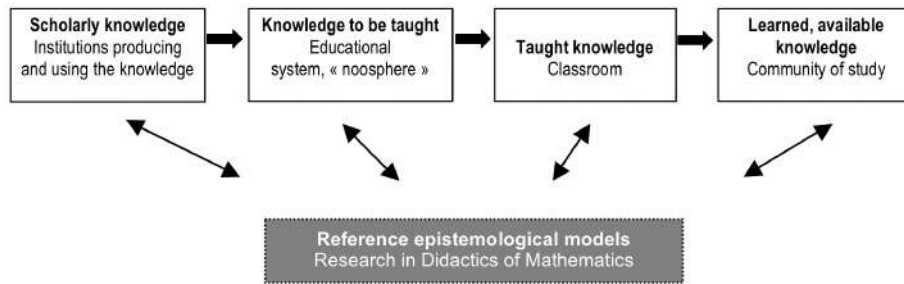 Scholarly knowledge
Institutions producing
and using the knowledge
Knowledge to be taught
Educational
system, « noosphere »
Taught knowledge
Classroom
Learned, available
knowledge
Community of study
Reference epistemological models
Research in Didactics of Mathematics